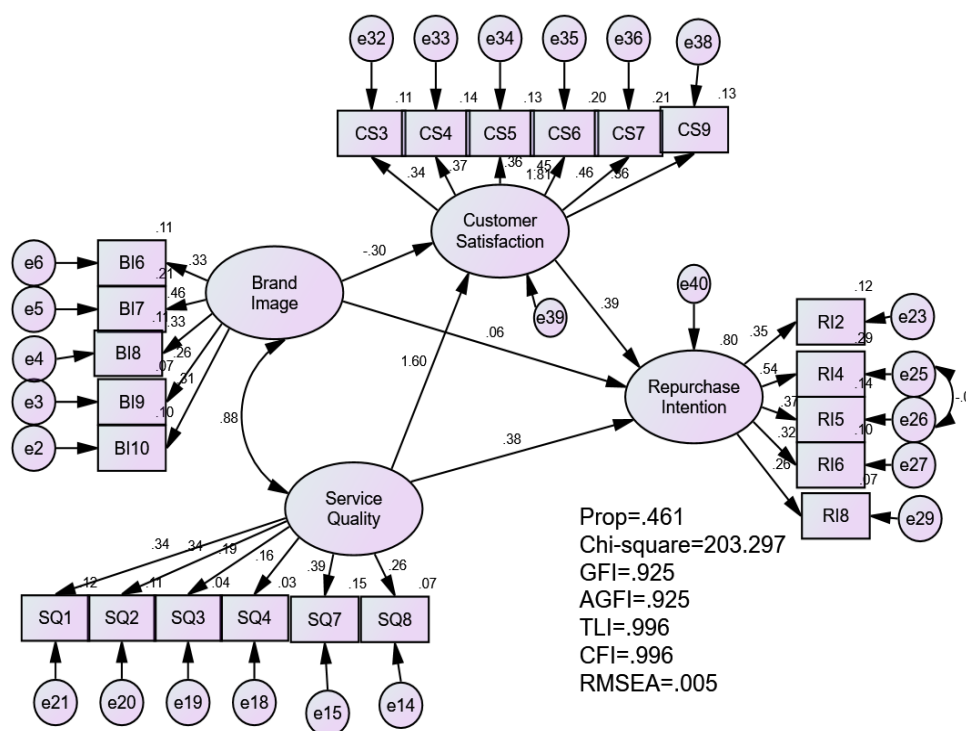 e32 e33 e34 e35 e36 e38
.11 .14 .13 .20 .21 .13
CS3 CS4 CS5 CS6 CS7 CS9
.34 .37 .36 .45 .46 .36
1.81
Customer
Satisfaction
e39
.11
e6 BI6 .33
.21
e5 BI7 .46
.11 .33
e4 BI8 .26
.07
e3 BI9 .31
.10
e2 BI10
Brand
Image
-.30
.06
.39
1.60
.88
.38
e40
.80
Repurchase
Intention
.12
.35 RI2 e23
.29
.54 RI4 e25
.14
.37 RI5 e26
.10
.32 RI6 e27
.07
.26 RI8 e29
Service
Quality
.34 .34 .19 .16 .39 .26
.12 .11 .04 .03 .15 .07
SQ1 SQ2 SQ3 SQ4 SQ7 SQ8
e21 e20 e19 e18 e15 e14
Prop=.461
Chi-square=203.297
GFI=.925
AGFI=.925
TLI=.996
CFI=.996
RMSEA=.005